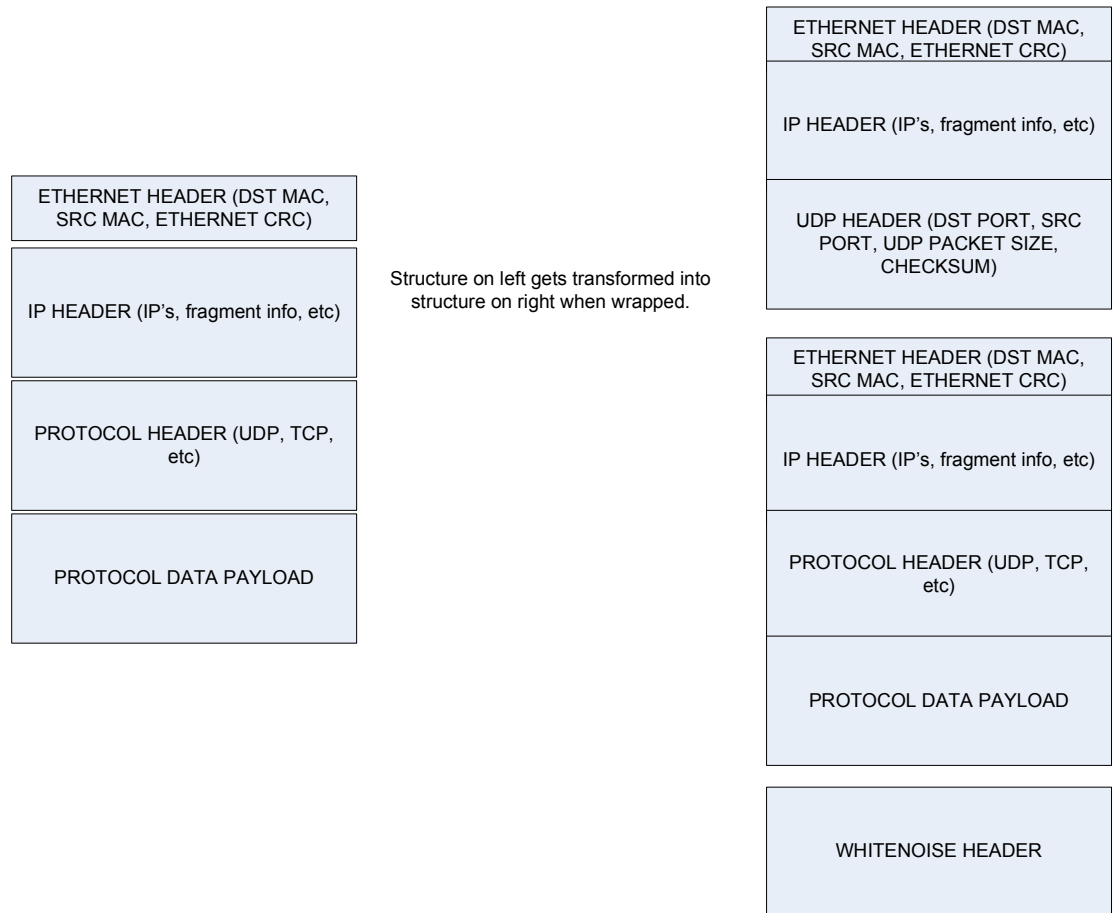 ETHERNET HEADER (DST MAC,
SRC MAC, ETHERNET CRC)
IP HEADER (IP’s, fragment info, etc)
PROTOCOL HEADER (UDP, TCP,
etc)
PROTOCOL DATA PAYLOAD
Structure on left gets transformed into
structure on right when wrapped.
ETHERNET HEADER (DST MAC,
SRC MAC, ETHERNET CRC)
IP HEADER (IP’s, fragment info, etc)
UDP HEADER (DST PORT, SRC
PORT, UDP PACKET SIZE,
CHECKSUM)
ETHERNET HEADER (DST MAC,
SRC MAC, ETHERNET CRC)
IP HEADER (IP’s, fragment info, etc)
PROTOCOL HEADER (UDP, TCP,
etc)
PROTOCOL DATA PAYLOAD
WHITENOISE HEADER